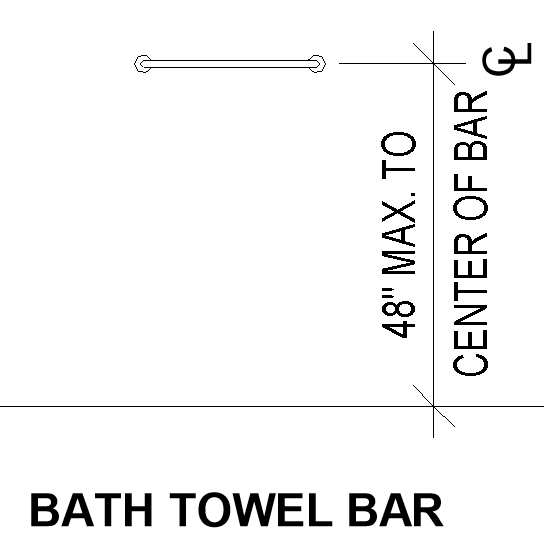 ℄
48" MAX. TO
CENTER OF BAR
BATH TOWEL BAR